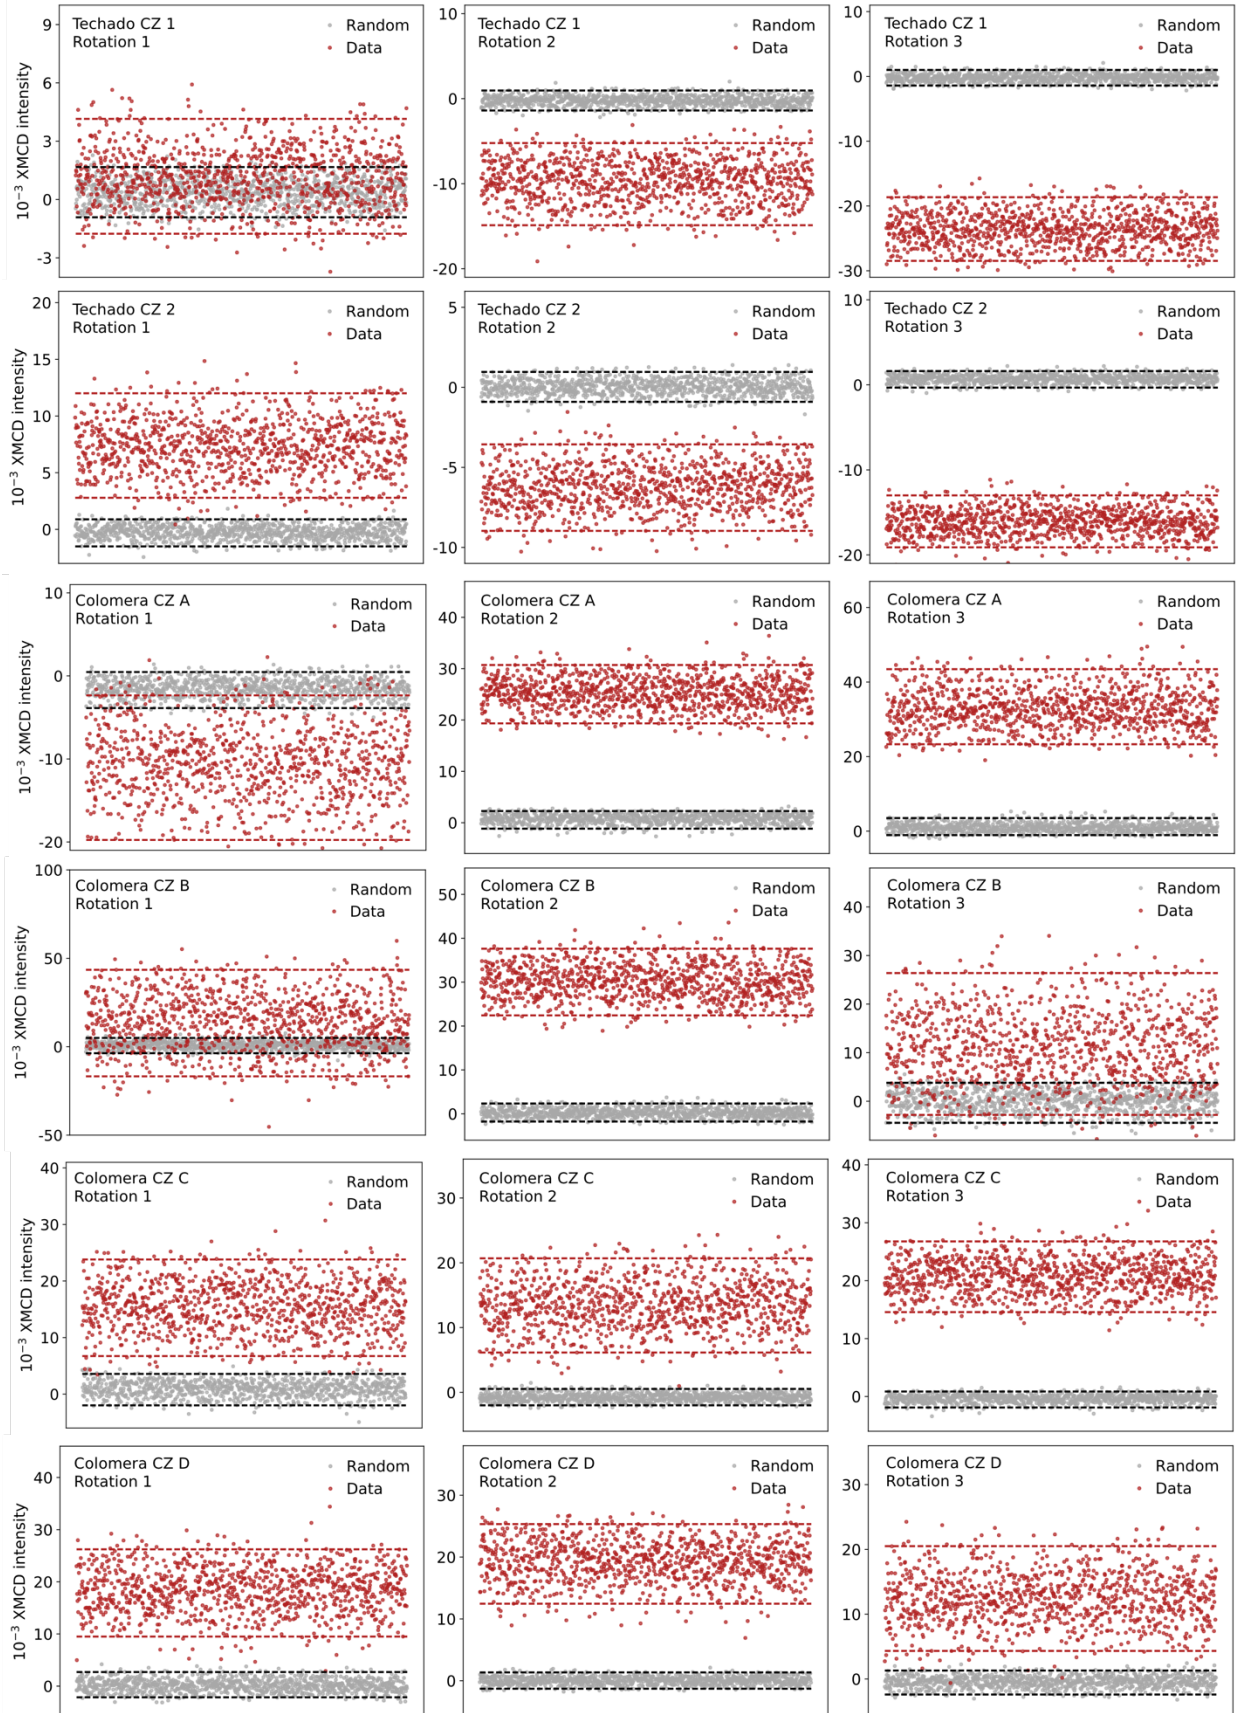 Techado CZ 1
Rotation 1
Random
Data
9
6
3
0
-3
10⁻³ XMCD intensity
Techado CZ 1
Rotation 2
Random
Data
10
0
-10
-20
Techado CZ 1
Rotation 3
Random
Data
10
0
-10
-20
-30
Techado CZ 2
Rotation 1
Random
Data
20
15
10
5
0
10⁻³ XMCD intensity
Techado CZ 2
Rotation 2
Random
Data
5
0
-5
-10
Techado CZ 2
Rotation 3
Random
Data
10
0
-10
-20
Colomera CZ A
Rotation 1
Random
Data
10
0
-10
-20
10⁻³ XMCD intensity
Colomera CZ A
Rotation 2
Random
Data
40
30
20
10
0
Colomera CZ A
Rotation 3
Random
Data
60
40
20
0
Colomera CZ B
Rotation 1
Random
Data
100
50
0
-50
10⁻³ XMCD intensity
Colomera CZ B
Rotation 2
Random
Data
50
40
30
20
10
0
Colomera CZ B
Rotation 3
Random
Data
40
30
20
10
0
Colomera CZ C
Rotation 1
Random
Data
40
30
20
10
0
10⁻³ XMCD intensity
Colomera CZ C
Rotation 2
Random
Data
30
20
10
0
Colomera CZ C
Rotation 3
Random
Data
40
30
20
10
0
Colomera CZ D
Rotation 1
Random
Data
40
30
20
10
0
10⁻³ XMCD intensity
Colomera CZ D
Rotation 2
Random
Data
30
20
10
0
Colomera CZ D
Rotation 3
Random
Data
30
20
10
0